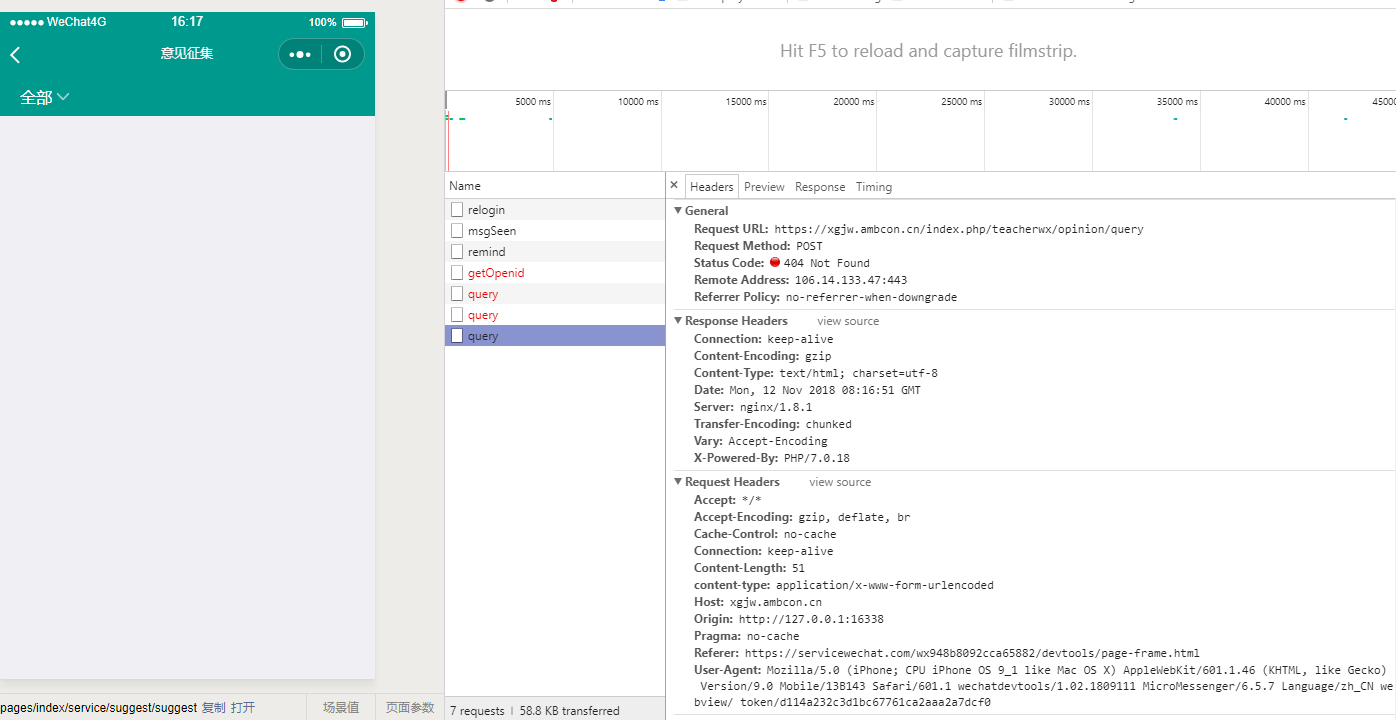 ●●●●● WeChat4G 16:17 100%
意见征集
全部
Hit F5 to reload and capture filmstrip.
5000 ms 10000 ms 15000 ms 20000 ms 25000 ms 30000 ms 35000 ms 40000 ms 45000
Name
relogin
msgSeen
remind
getOpenid
query
query
query
7 requests | 58.8 KB transferred
× Headers Preview Response Timing
General
Request URL: https://xgjw.ambcon.cn/index.php/teacherwx/opinion/query
Request Method: POST
Status Code: 404 Not Found
Remote Address: 106.14.133.47:443
Referrer Policy: no-referrer-when-downgrade
Response Headers view source
Connection: keep-alive
Content-Encoding: gzip
Content-Type: text/html; charset=utf-8
Date: Mon, 12 Nov 2018 08:16:51 GMT
Server: nginx/1.8.1
Transfer-Encoding: chunked
Vary: Accept-Encoding
X-Powered-By: PHP/7.0.18
Request Headers view source
Accept: */*
Accept-Encoding: gzip, deflate, br
Cache-Control: no-cache
Connection: keep-alive
Content-Length: 51
content-type: application/x-www-form-urlencoded
Host: xgjw.ambcon.cn
Origin: http://127.0.0.1:16338
Pragma: no-cache
Referer: https://servicewechat.com/wx948b8092cca65882/devtools/page-frame.html
User-Agent: Mozilla/5.0 (iPhone; CPU iPhone OS 9_1 like Mac OS X) AppleWebKit/601.1.46 (KHTML, like Gecko)
Version/9.0 Mobile/13B143 Safari/601.1 wechatdevtools/1.02.1809111 MicroMessenger/6.5.7 Language/zh_CN we
bview/ token/d114a232c3d1bc67761ca2aaa2a7dcf0
pages/index/service/suggest/suggest 复制 打开 场景值 页面参数